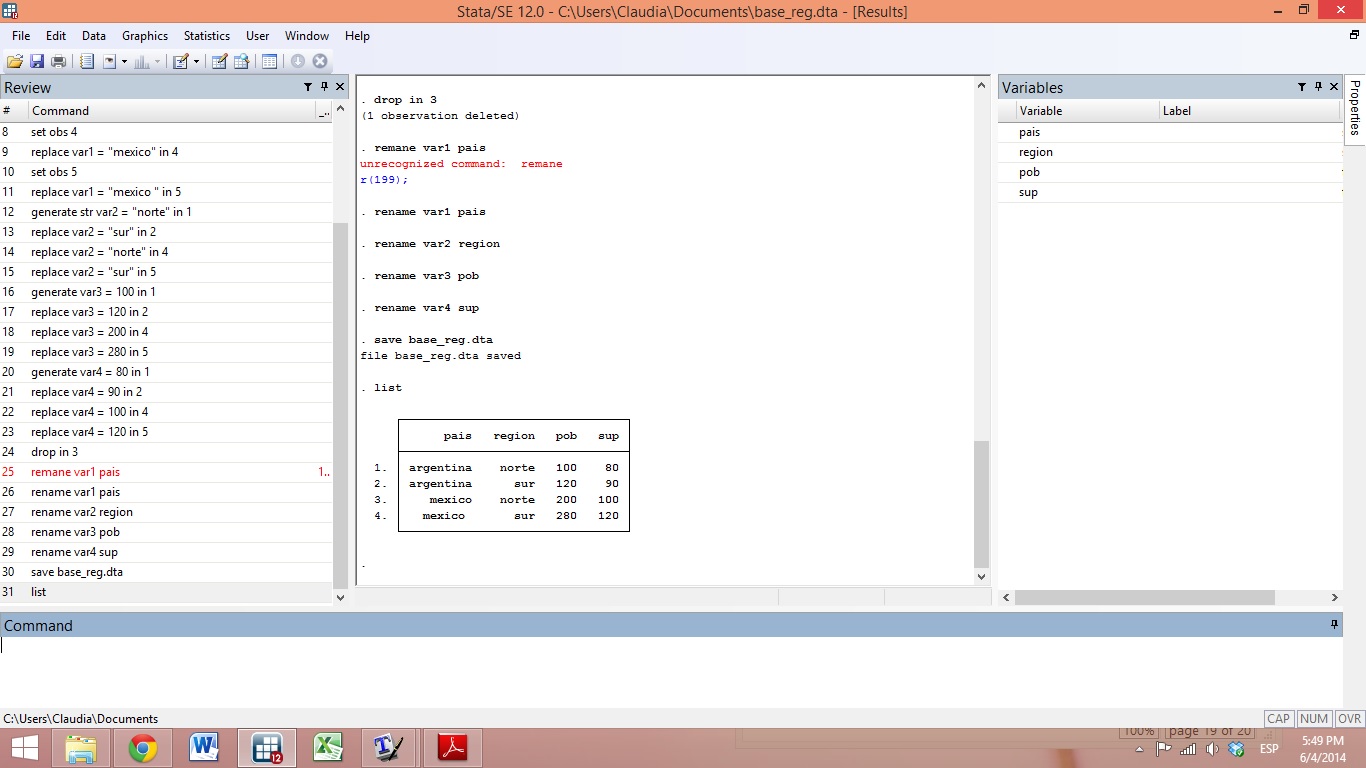 Stata/SE 12.0 - C:\Users\Claudia\Documents\base_reg.dta - [Results]
File Edit Data Graphics Statistics User Window Help
Review
# Command _..
8 set obs 4
9 replace var1 = "mexico" in 4
10 set obs 5
11 replace var1 = "mexico " in 5
12 generate str var2 = "norte" in 1
13 replace var2 = "sur" in 2
14 replace var2 = "norte" in 4
15 replace var2 = "sur" in 5
16 generate var3 = 100 in 1
17 replace var3 = 120 in 2
18 replace var3 = 200 in 4
19 replace var3 = 280 in 5
20 generate var4 = 80 in 1
21 replace var4 = 90 in 2
22 replace var4 = 100 in 4
23 replace var4 = 120 in 5
24 drop in 3
25 remane var1 pais 1..
26 rename var1 pais
27 rename var2 region
28 rename var3 pob
29 rename var4 sup
30 save base_reg.dta
31 list
. drop in 3
(1 observation deleted)
. remane var1 pais
unrecognized command:  remane
r(199);
. rename var1 pais
. rename var2 region
. rename var3 pob
. rename var4 sup
. save base_reg.dta
file base_reg.dta saved
. list
pais region pob sup
1. argentina norte 100 80
2. argentina sur 120 90
3. mexico norte 200 100
4. mexico sur 280 120
.
Variables
Variable Label
pais
region
pob
sup
Properties
Command
C:\Users\Claudia\Documents
CAP NUM OVR
12
100% page 19 of 20
ESP
5:49 PM
6/4/2014